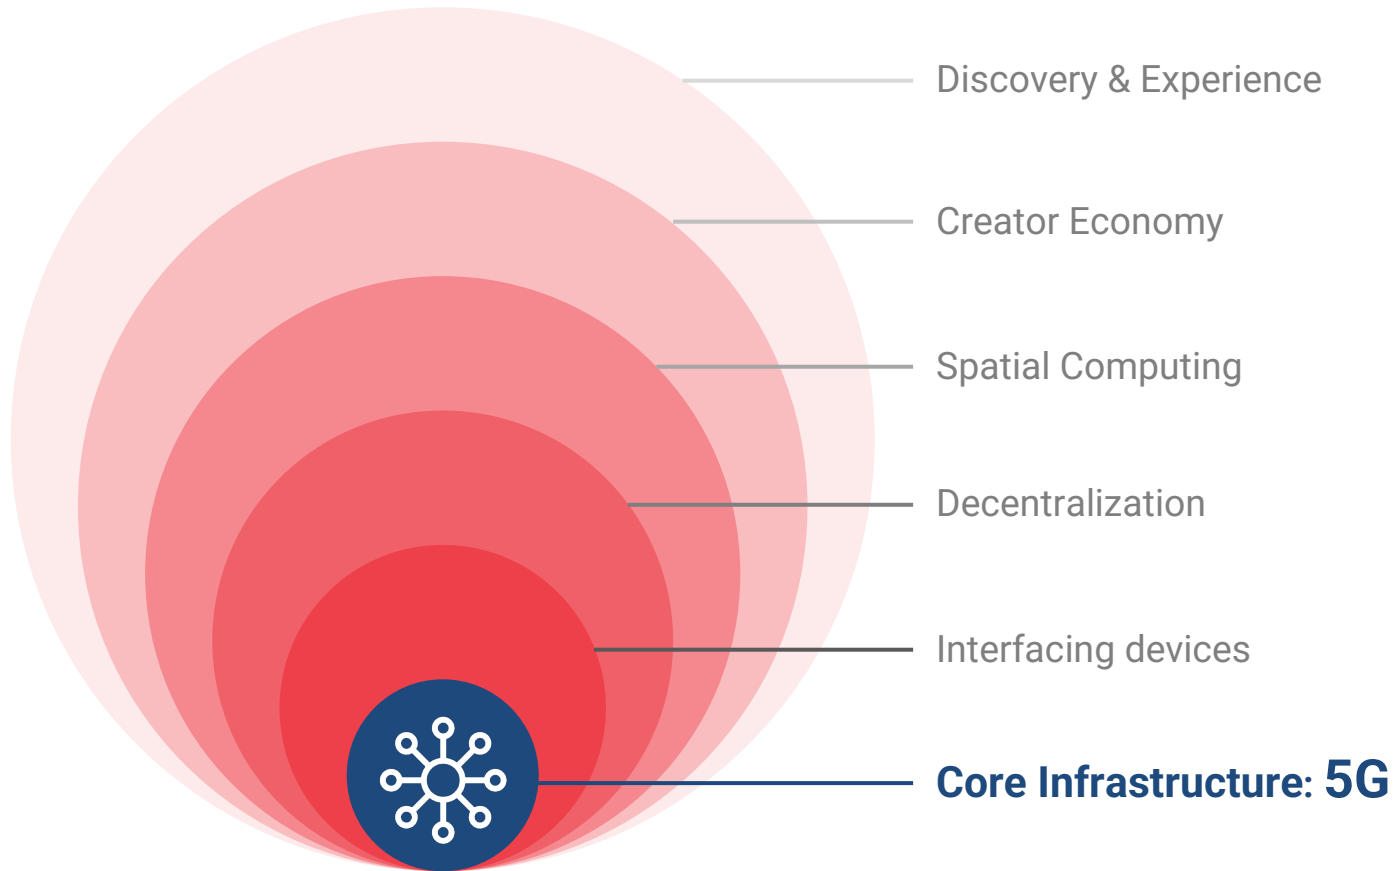 Discovery & Experience
Creator Economy
Spatial Computing
Decentralization
Interfacing devices
Core Infrastructure: 5G